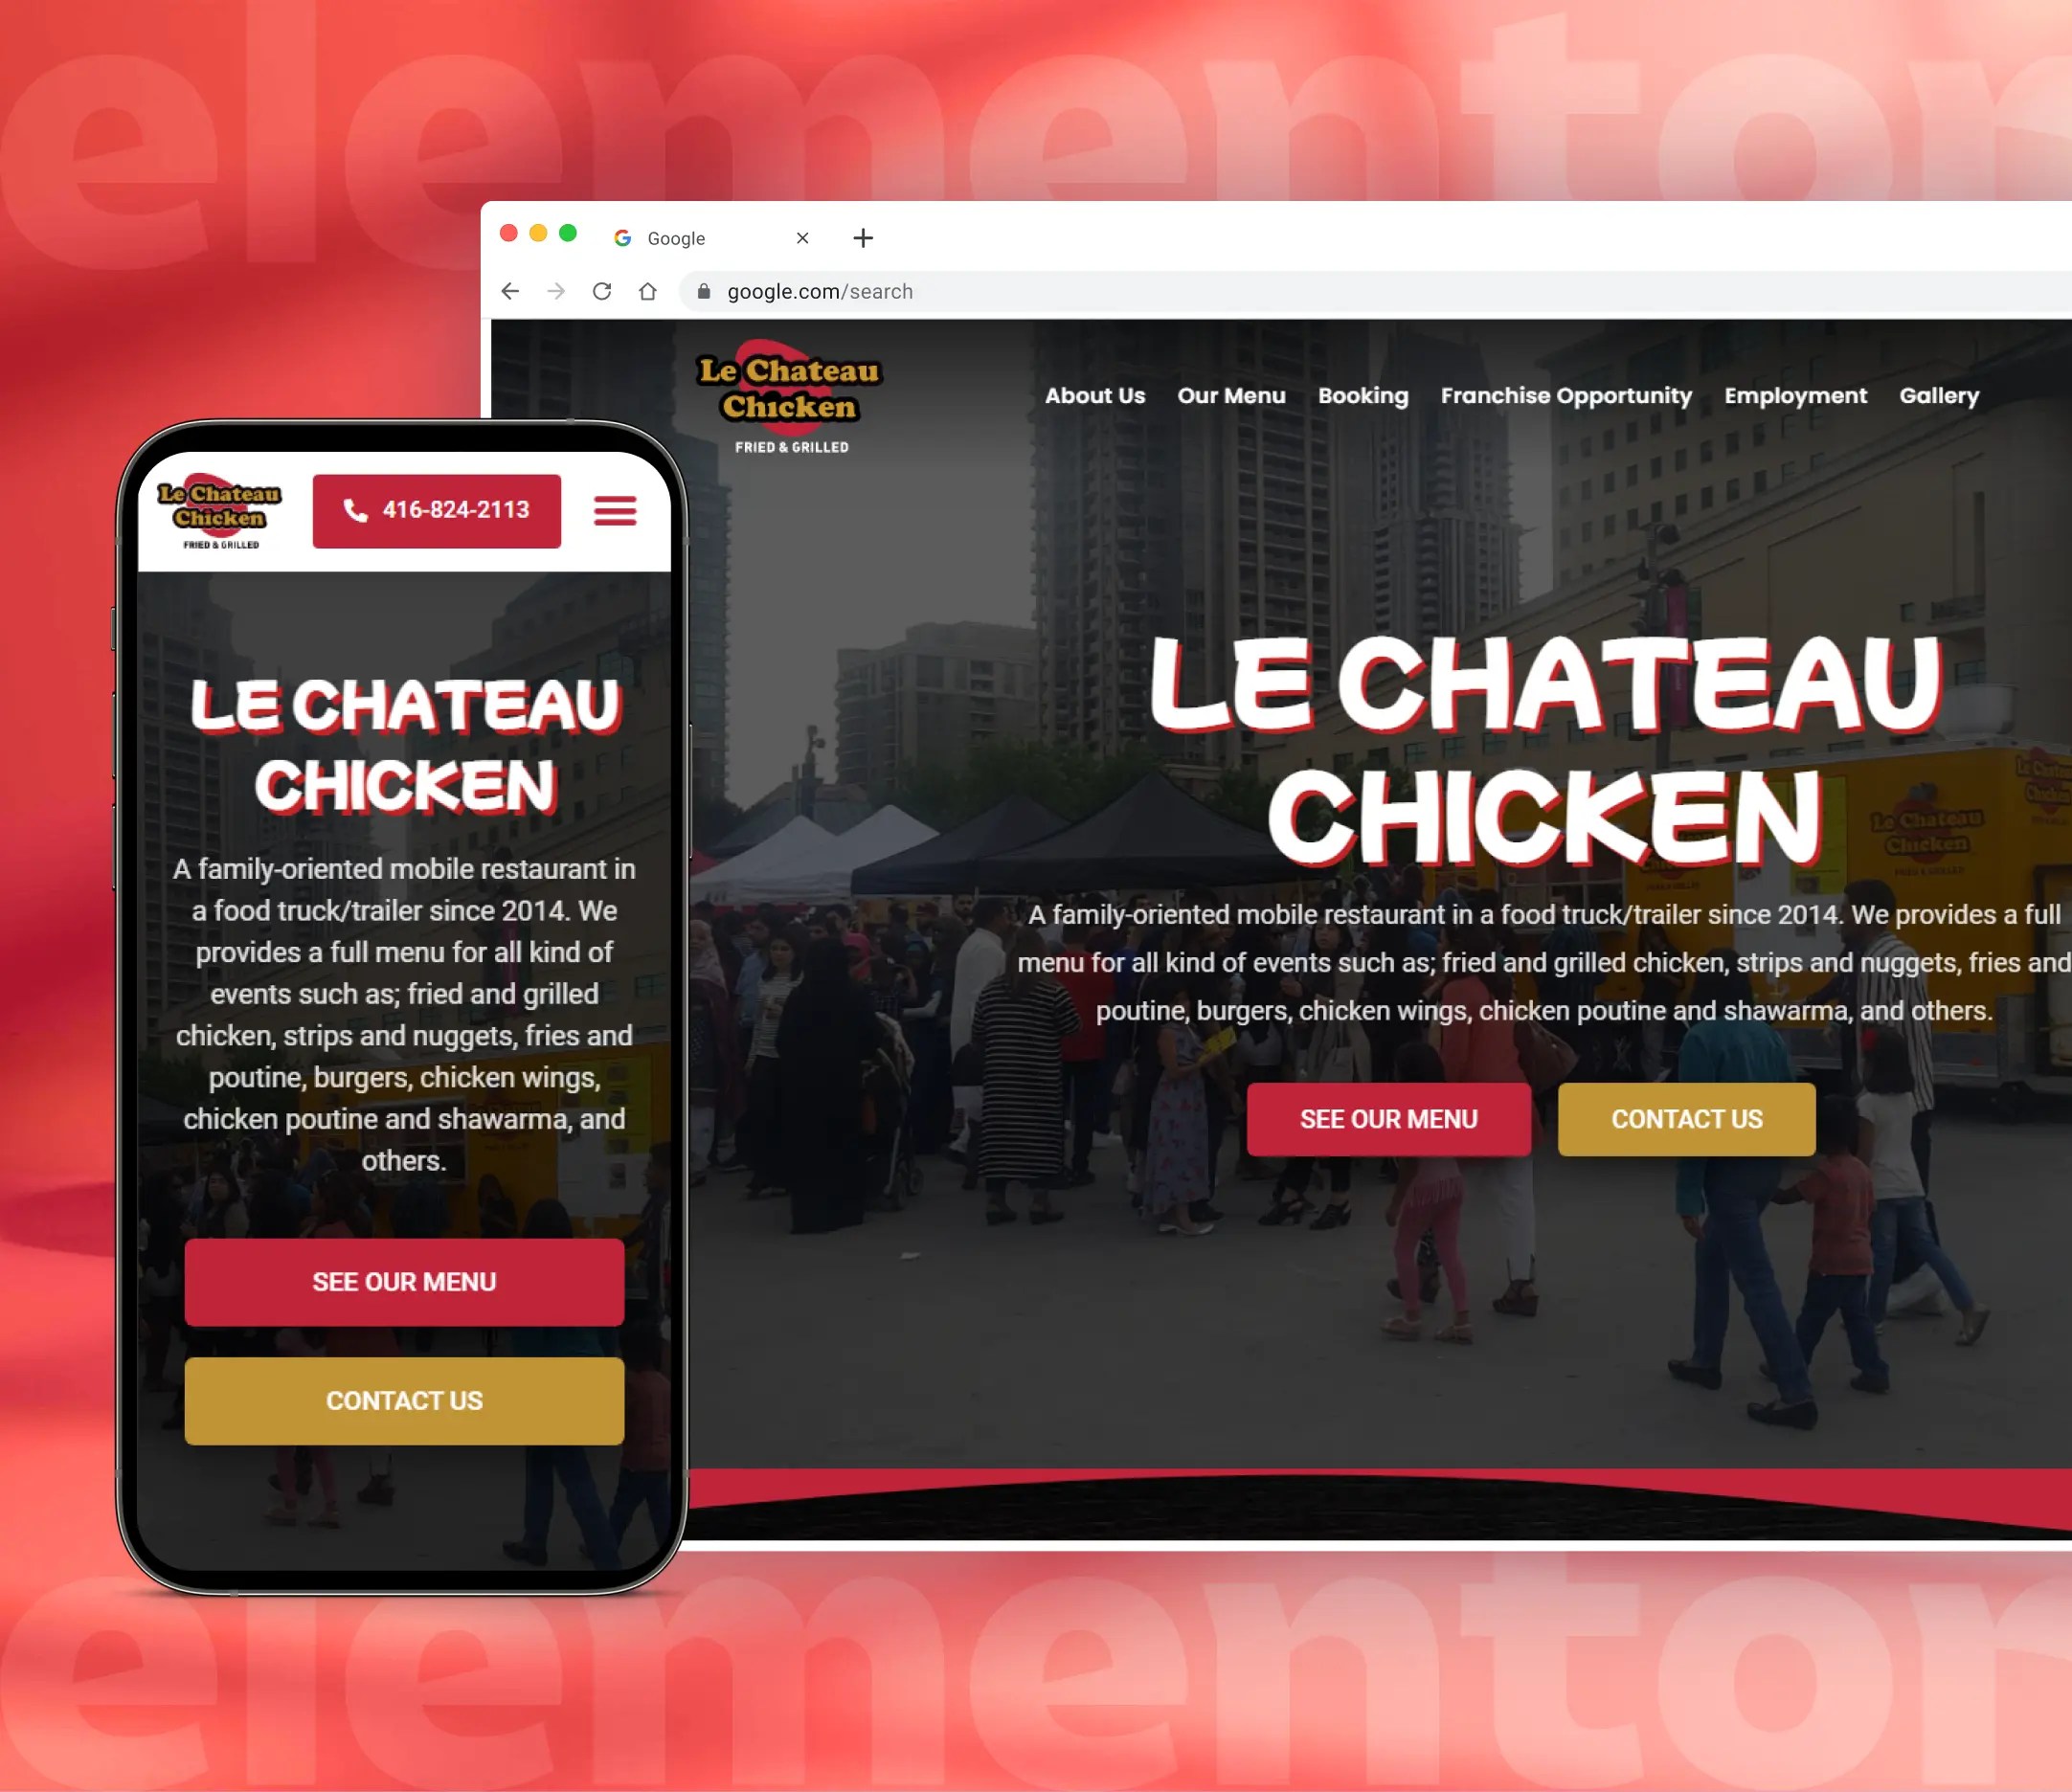 elementor
Google
google.com/search
Le Chateau
Chicken
FRIED & GRILLED
About Us
Our Menu
Booking
Franchise Opportunity
Employment
Gallery
LE CHATEAU
CHICKEN
A family-oriented mobile restaurant in a food truck/trailer since 2014. We provides a full
menu for all kind of events such as; fried and grilled chicken, strips and nuggets, fries and
poutine, burgers, chicken wings, chicken poutine and shawarma, and others.
SEE OUR MENU
CONTACT US
Le Chateau
Chicken
FRIED & GRILLED
Le Chateau
Chicken
FRIED & GRILLED
416-824-2113
LE CHATEAU
CHICKEN
A family-oriented mobile restaurant in
a food truck/trailer since 2014. We
provides a full menu for all kind of
events such as; fried and grilled
chicken, strips and nuggets, fries and
poutine, burgers, chicken wings,
chicken poutine and shawarma, and
others.
SEE OUR MENU
CONTACT US
elementor